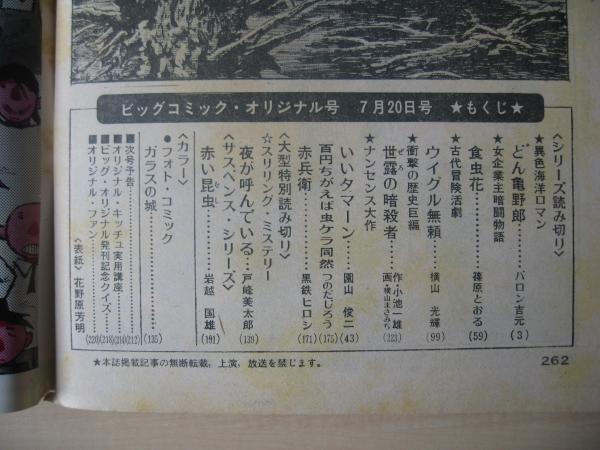 ビッグコミック・オリジナル号 7月20日号 ★もくじ★
〈シリーズ読み切り〉
★異色海洋ロマン
どん亀野郎………バロン吉元(3)
★女企業主暗闘物語
食虫花…………篠原とおる(59)
★古代冒険活劇
ウイグル無頼………横山光輝(99)
★衝撃の歴史巨編
世露の暗殺者……作・小池一雄 画・横山まさみち(223)
ぜろ
★ナンセンス大作
いいタマーン………園山俊二(43)
百円ちがえば虫ケラ同然 つのだじろう(175)
赤兵衛…………黒鉄ヒロシ(171)
〈大型特別読み切り〉
☆スリリング・ミステリー
夜が呼んでいる……戸峰美太郎(139)
〈サスペンス・シリーズ〉
赤い昆虫…………岩越国雄(191)
むし
〈カラー〉
●フォト・コミック
ガラスの城…………(135)
■次号予告…………(212)
■オリジナル・キッチュ実用講座…(210)
■ビッグ・オリジナル発刊記念クイズ・(218)
■オリジナル・ファン…………(220)
〈表紙〉花野原芳明
★本誌掲載記事の無断転載，上演，放送を禁じます。
262